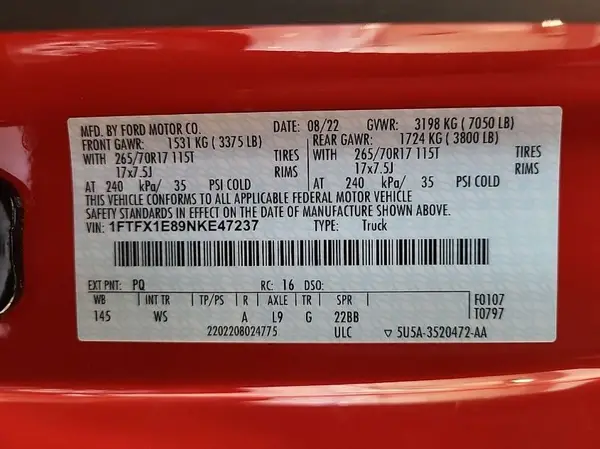 MFD. BY FORD MOTOR CO. DATE: 08/22 GVWR: 3198 KG ( 7050 LB)
FRONT GAWR: 1531 KG ( 3375 LB) REAR GAWR: 1724 KG ( 3800 LB)
WITH 265/70R17 115T TIRES WITH 265/70R17 115T TIRES
17x7.5J RIMS 17x7.5J RIMS
AT 240 kPa/ 35 PSI COLD AT 240 kPa/ 35 PSI COLD
THIS VEHICLE CONFORMS TO ALL APPLICABLE FEDERAL MOTOR VEHICLE
SAFETY STANDARDS IN EFFECT ON THE DATE OF MANUFACTURE SHOWN ABOVE.
VIN: 1FTFX1E89NKE47237 TYPE: Truck
EXT PNT: PQ RC: 16 DSO:
WB INT TR TP/PS R AXLE TR SPR F0107
145 WS A L9 G 22BB T0797
2202208024775 ULC ▽ 5U5A-3520472-AA